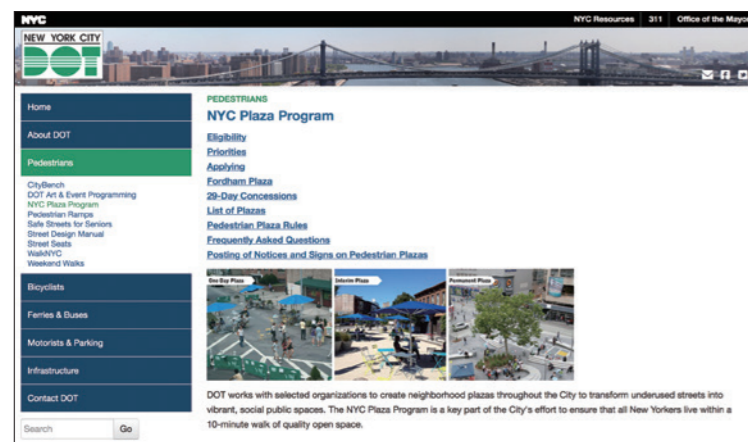 NYC
NYC Resources 311 Office of the Mayo
NEW YORK CITY
DOT
Home
About DOT
Pedestrians
CityBench
DOT Art & Event Programming
NYC Plaza Program
Pedestrian Ramps
Safe Streets for Seniors
Street Design Manual
Street Seats
WalkNYC
Weekend Walks
Bicyclists
Ferries & Buses
Motorists & Parking
Infrastructure
Contact DOT
Search Go
PEDESTRIANS
NYC Plaza Program
Eligibility
Priorities
Applying
Fordham Plaza
29-Day Concessions
List of Plazas
Pedestrian Plaza Rules
Frequently Asked Questions
Posting of Notices and Signs on Pedestrian Plazas
One Day Plaza
Interim Plaza
Permanent Plaza
DOT works with selected organizations to create neighborhood plazas throughout the City to transform underused streets into
vibrant, social public spaces. The NYC Plaza Program is a key part of the City's effort to ensure that all New Yorkers live within a
10-minute walk of quality open space.